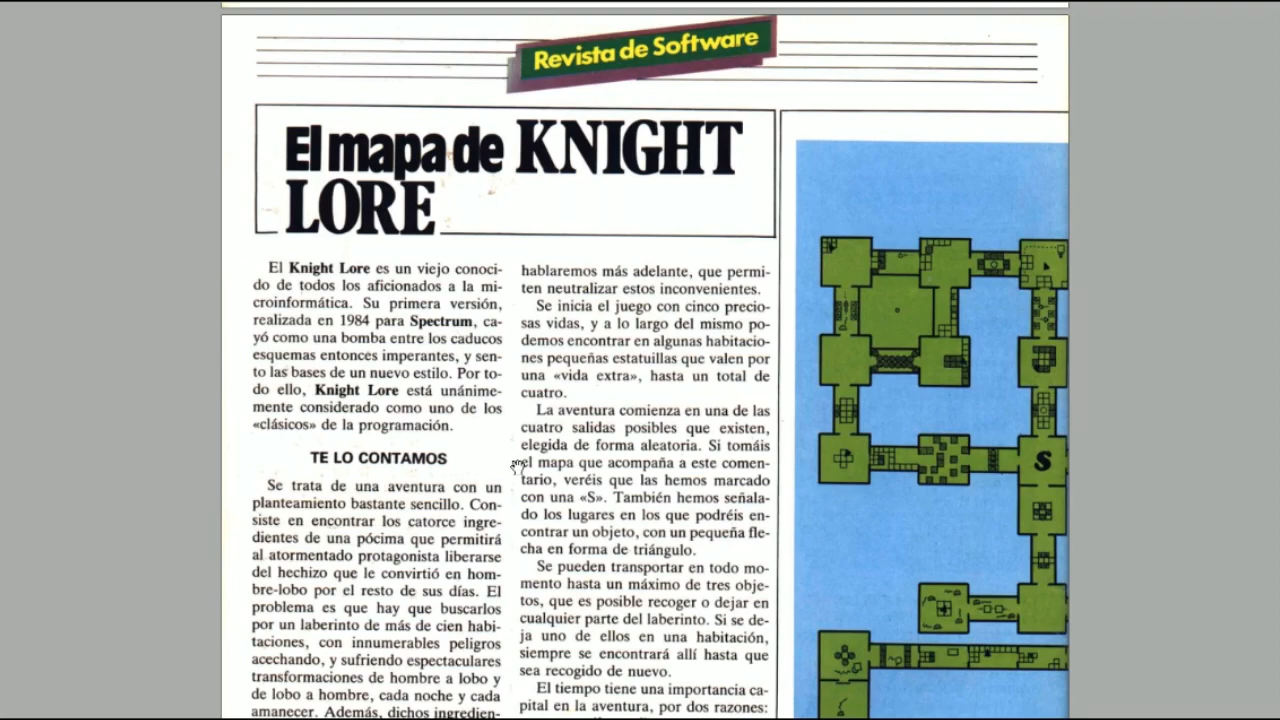 Revista de Software
El mapa de KNIGHT
LORE
El Knight Lore es un viejo conoci-
do de todos los aficionados a la mi-
croinformática. Su primera versión,
realizada en 1984 para Spectrum, ca-
yó como una bomba entre los caducos
esquemas entonces imperantes, y sen-
to las bases de un nuevo estilo. Por to-
do ello, Knight Lore está unánime-
mente considerado como uno de los
«clásicos» de la programación.
TE LO CONTAMOS
Se trata de una aventura con un
planteamiento bastante sencillo. Con-
siste en encontrar los catorce ingre-
dientes de una pócima que permitirá
al atormentado protagonista liberarse
del hechizo que le convirtió en hom-
bre-lobo por el resto de sus días. El
problema es que hay que buscarlos
por un laberinto de más de cien habi-
taciones, con innumerables peligros
acechando, y sufriendo espectaculares
transformaciones de hombre a lobo y
de lobo a hombre, cada noche y cada
amanecer. Además, dichos ingredien-
hablaremos más adelante, que permi-
ten neutralizar estos inconvenientes.
Se inicia el juego con cinco precio-
sas vidas, y a lo largo del mismo po-
demos encontrar en algunas habitacio-
nes pequeñas estatuillas que valen por
una «vida extra», hasta un total de
cuatro.
La aventura comienza en una de las
cuatro salidas posibles que existen,
elegida de forma aleatoria. Si tomáis
el mapa que acompaña a este comen-
tario, veréis que las hemos marcado
con una «S». También hemos señala-
do los lugares en los que podréis en-
contrar un objeto, con un pequeña fle-
cha en forma de triángulo.
Se pueden transportar en todo mo-
mento hasta un máximo de tres obje-
tos, que es posible recoger o dejar en
cualquier parte del laberinto. Si se de-
ja uno de ellos en una habitación,
siempre se encontrará allí hasta que
sea recogido de nuevo.
El tiempo tiene una importancia ca-
pital en la aventura, por dos razones:
S